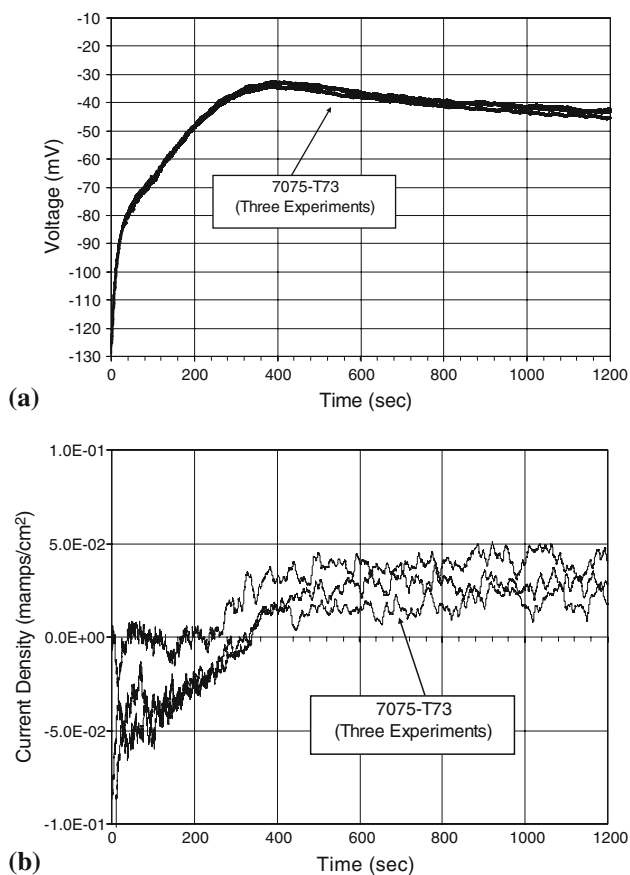 -10
-20
-30
-40
-50
-60
-70
-80
-90
-100
-110
-120
-130
Voltage (mV)
7075-T73
(Three Experiments)
0 200 400 600 800 1000 1200
Time (sec)
(a)
1.0E-01
5.0E-02
0.0E+00
-5.0E-02
-1.0E-01
Current Density (mamps/cm²)
7075-T73
(Three Experiments)
0 200 400 600 800 1000 1200
Time (sec)
(b)